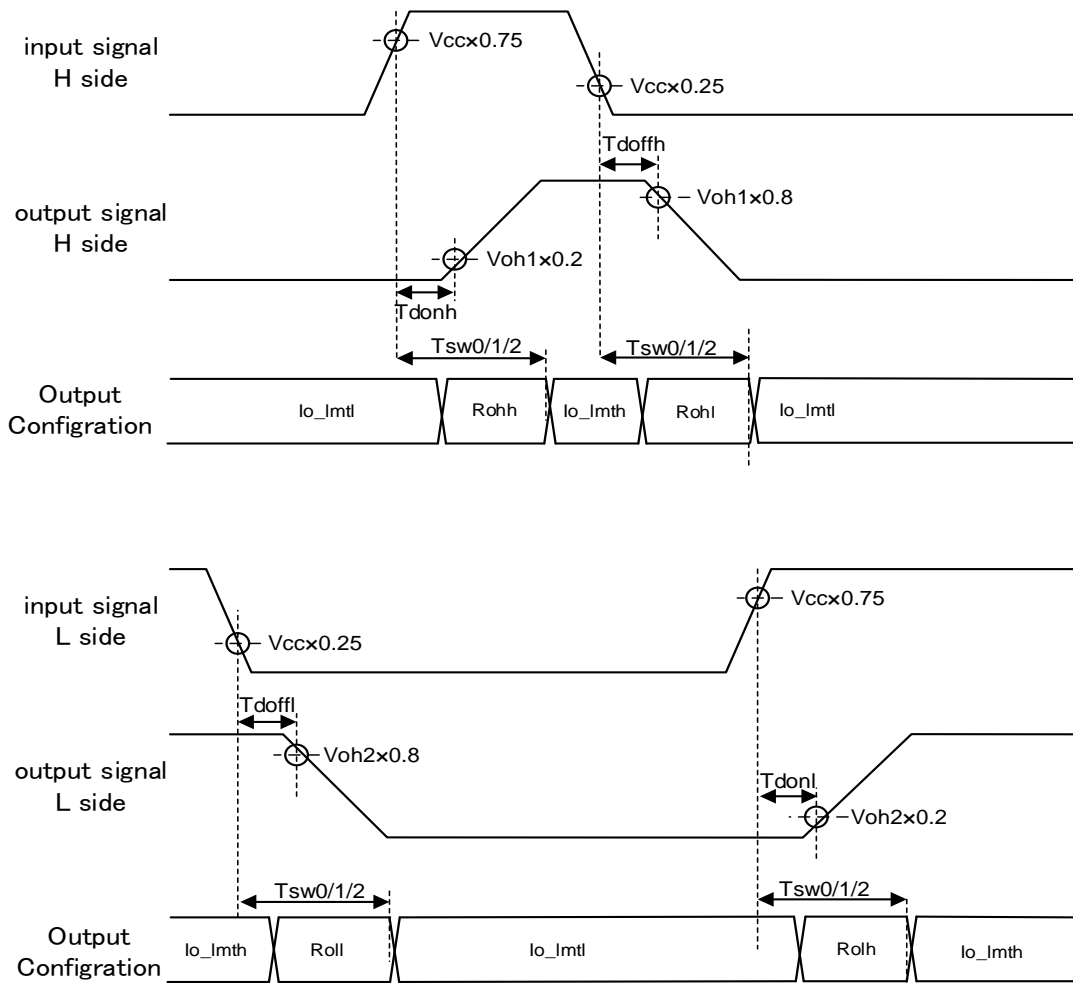 input signal
H side
Vcc×0.75
Vcc×0.25
Tdoffh
output signal
H side
Voh1×0.8
Voh1×0.2
Tdonh
Tsw0/1/2
Tsw0/1/2
Output
Configration
Io_lmtl
Rohh
Io_lmth
Rohl
Io_lmtl
input signal
L side
Vcc×0.25
Vcc×0.75
Tdoffl
output signal
L side
Voh2×0.8
Tdonl
Voh2×0.2
Tsw0/1/2
Tsw0/1/2
Output
Configration
Io_lmth
Roll
Io_lmtl
Rolh
Io_lmth